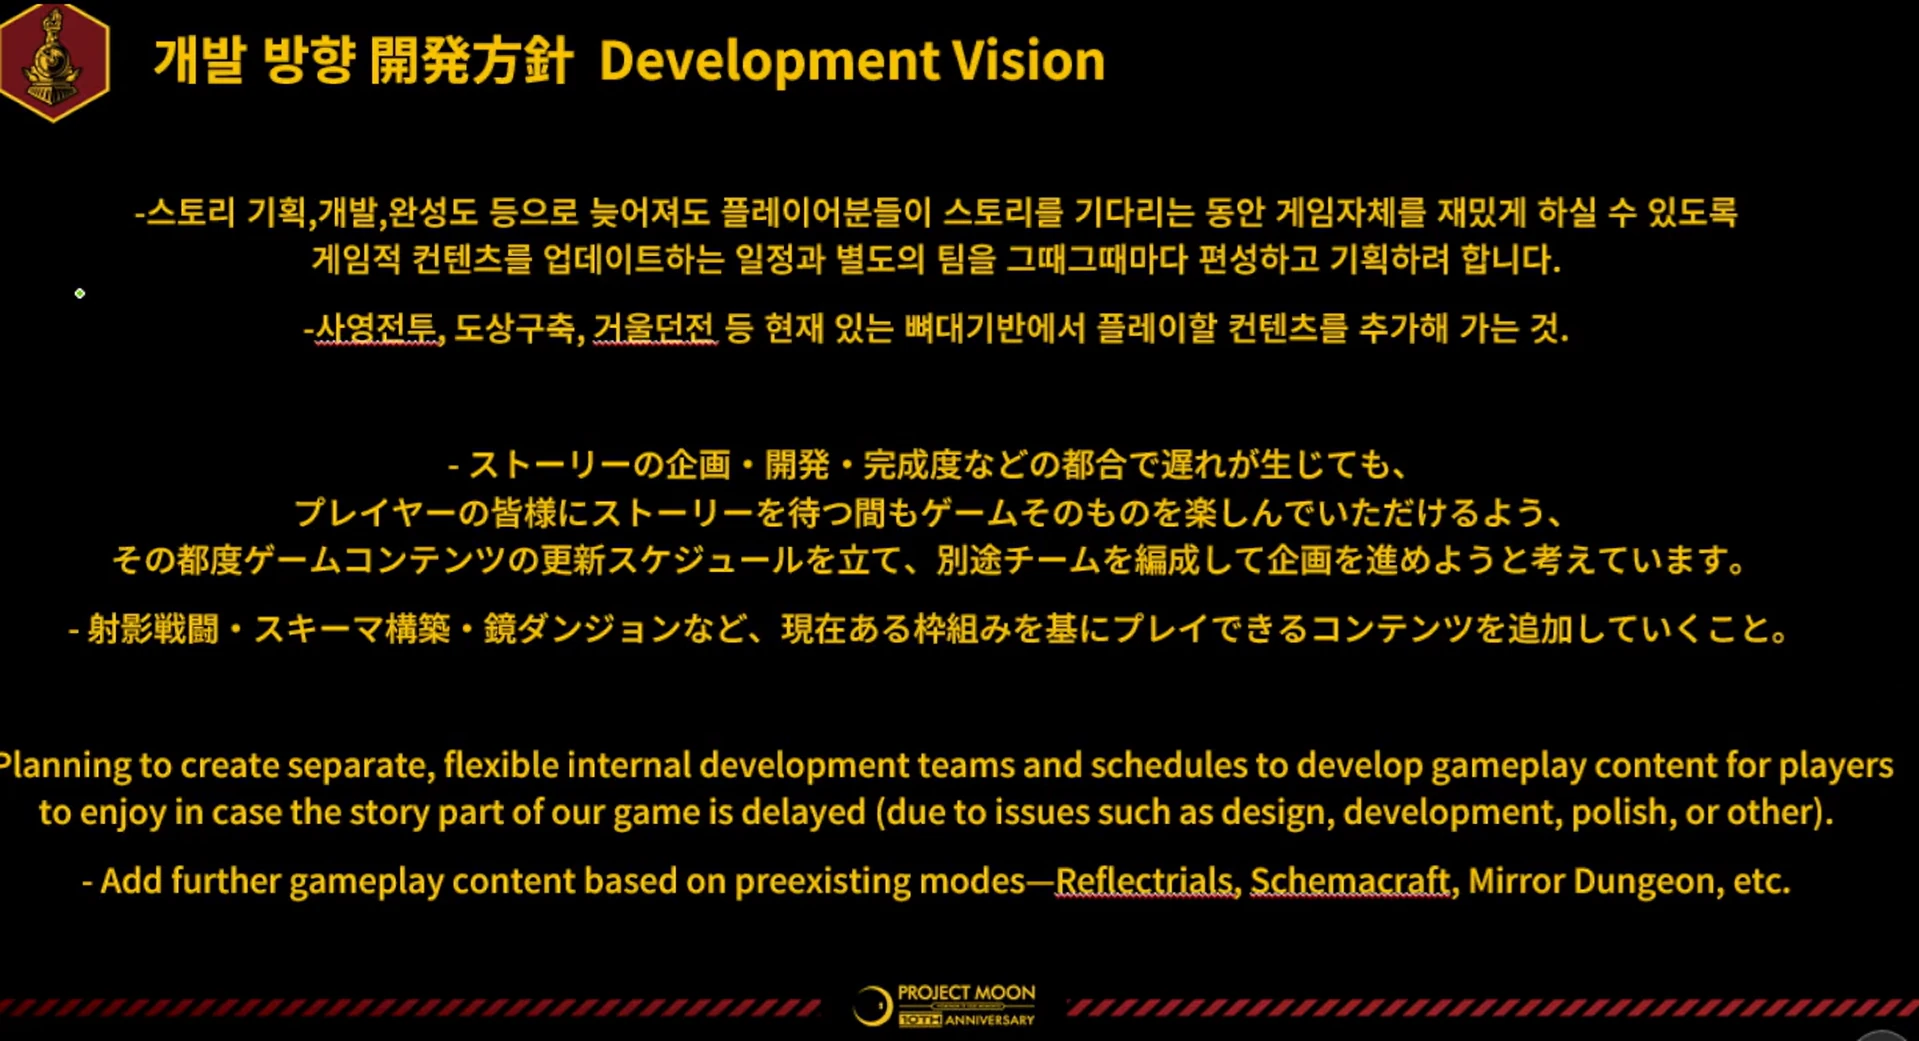 개발 방향 開発方針 Development Vision
-스토리 기획,개발,완성도 등으로 늦어져도 플레이어분들이 스토리를 기다리는 동안 게임자체를 재밌게 하실 수 있도록
게임적 컨텐츠를 업데이트하는 일정과 별도의 팀을 그때그때마다 편성하고 기획하려 합니다.
-사영전투, 도상구축, 거울던전 등 현재 있는 뼈대기반에서 플레이할 컨텐츠를 추가해 가는 것.
- ストーリーの企画・開発・完成度などの都合で遅れが生じても、
プレイヤーの皆様にストーリーを待つ間もゲームそのものを楽しんでいただけるよう、
その都度ゲームコンテンツの更新スケジュールを立て、別途チームを編成して企画を進めようと考えています。
- 射影戦闘・スキーマ構築・鏡ダンジョンなど、現在ある枠組みを基にプレイできるコンテンツを追加していくこと。
Planning to create separate, flexible internal development teams and schedules to develop gameplay content for players
to enjoy in case the story part of our game is delayed (due to issues such as design, development, polish, or other).
- Add further gameplay content based on preexisting modes—Reflectrials, Schemacraft, Mirror Dungeon, etc.
PROJECT MOON
10TH ANNIVERSARY